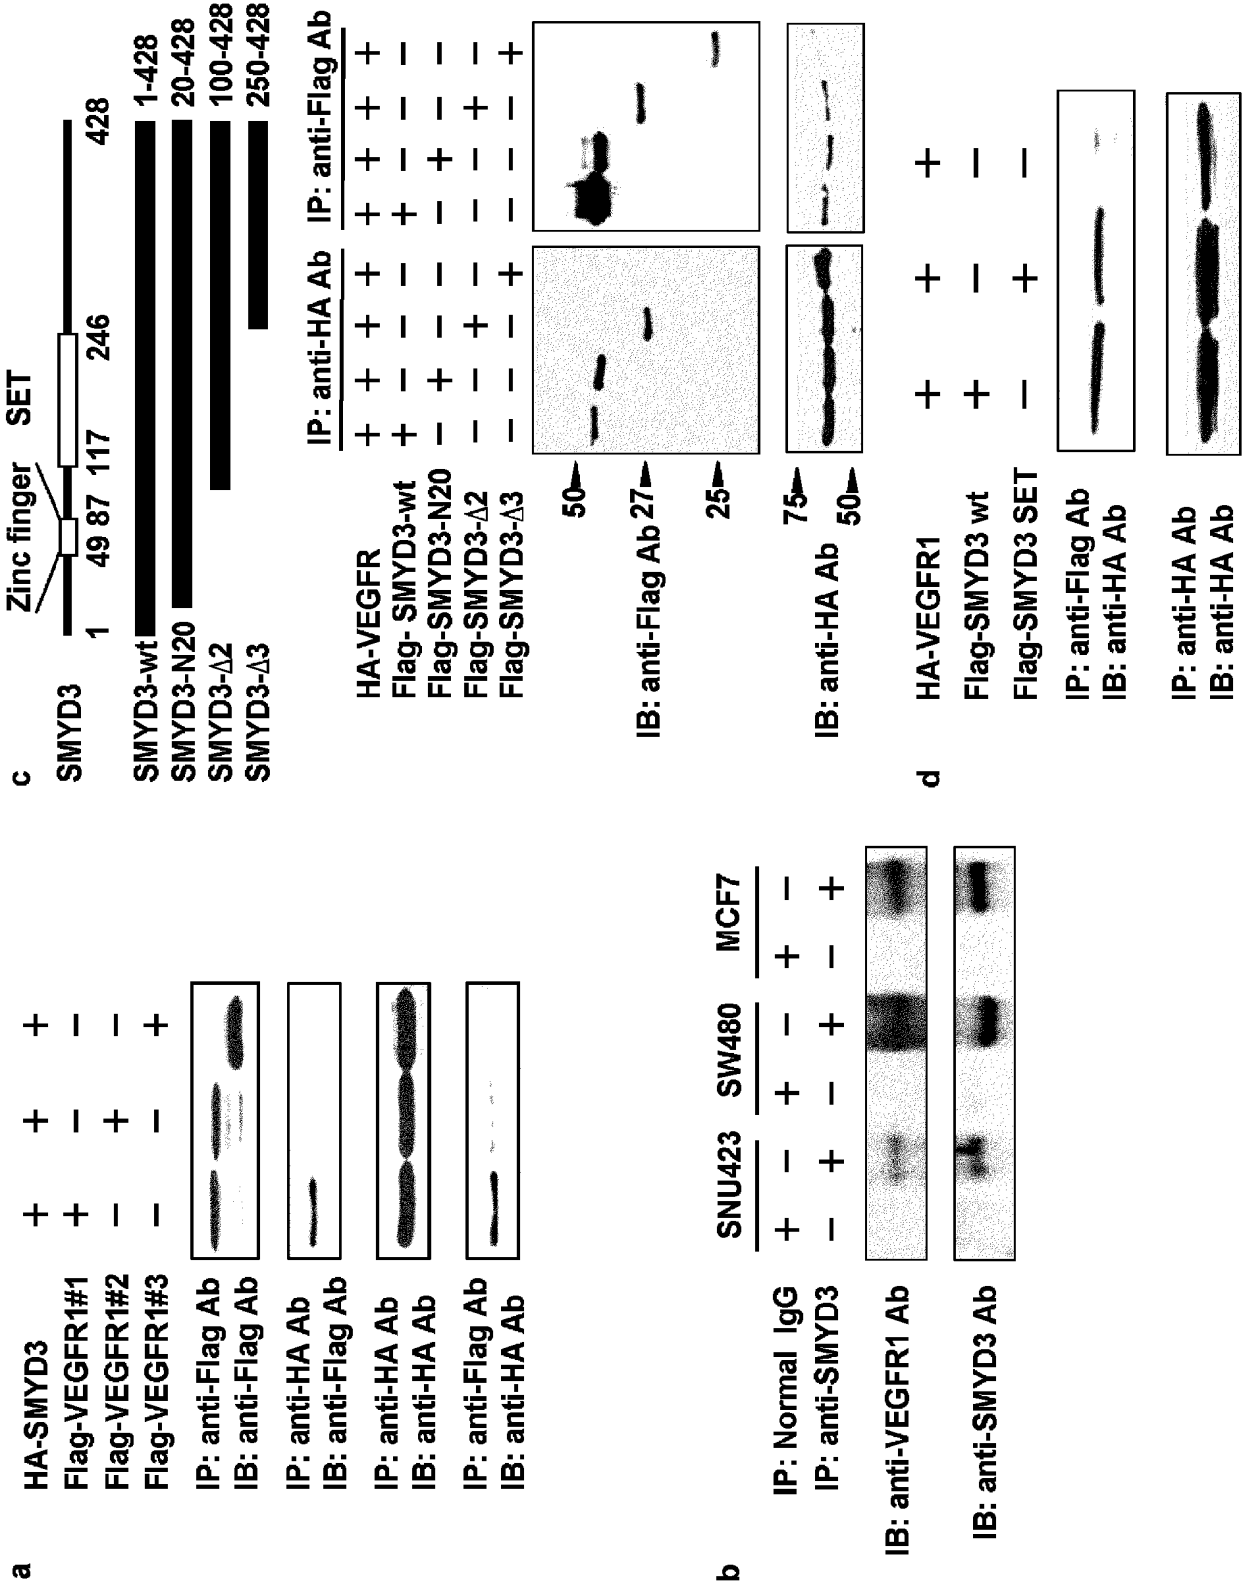 a
HA-SMYD3 + + +
Flag-VEGFR1#1 + − −
Flag-VEGFR1#2 − + −
Flag-VEGFR1#3 − − +
IP: anti-Flag Ab
IB: anti-Flag Ab
IP: anti-HA Ab
IB: anti-Flag Ab
IP: anti-HA Ab
IB: anti-HA Ab
IP: anti-Flag Ab
IB: anti-HA Ab
b
SNU423 SW480 MCF7
IP: Normal IgG + − + − + −
IP: anti-SMYD3 − + − + − +
IB: anti-VEGFR1 Ab
IB: anti-SMYD3 Ab
c
Zinc finger SET
SMYD3
1 49 87 117 246 428
SMYD3-wt 1-428
SMYD3-N20 20-428
SMYD3-Δ2 100-428
SMYD3-Δ3 250-428
IP: anti-HA Ab IP: anti-Flag Ab
HA-VEGFR + + + + + + + +
Flag- SMYD3-wt + − − − + − − −
Flag-SMYD3-N20 − + − − − + − −
Flag-SMYD3-Δ2 − − + − − − + −
Flag-SMYD3-Δ3 − − − + − − − +
50
IB: anti-Flag Ab 27
25
75
IB: anti-HA Ab
50
d
HA-VEGFR1 + + +
Flag-SMYD3 wt + − −
Flag-SMYD3 SET − + −
IP: anti-Flag Ab
IB: anti-HA Ab
IP: anti-HA Ab
IB: anti-HA Ab